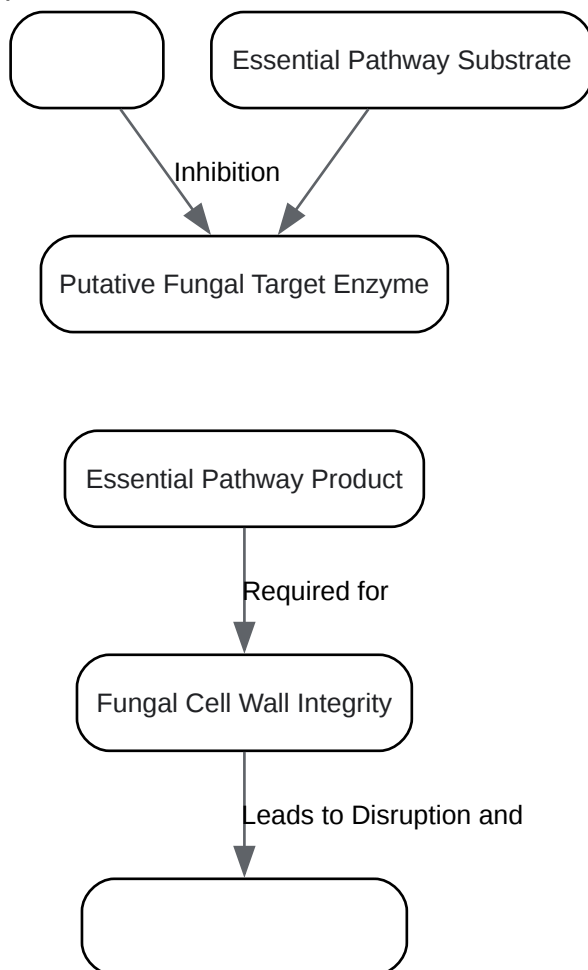 Essential Pathway Substrate
Inhibition
Putative Fungal Target Enzyme
Essential Pathway Product
Required for
Fungal Cell Wall Integrity
Leads to Disruption and